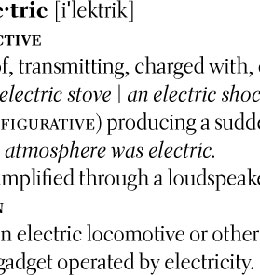 c·tric [iˈlektrik]
CTIVE
of, transmitting, charged with,
electric stove | an electric shoc
FIGURATIVE) producing a sudde
atmosphere was electric.
mplified through a loudspeake
N
n electric locomotive or other
gadget operated by electricity.